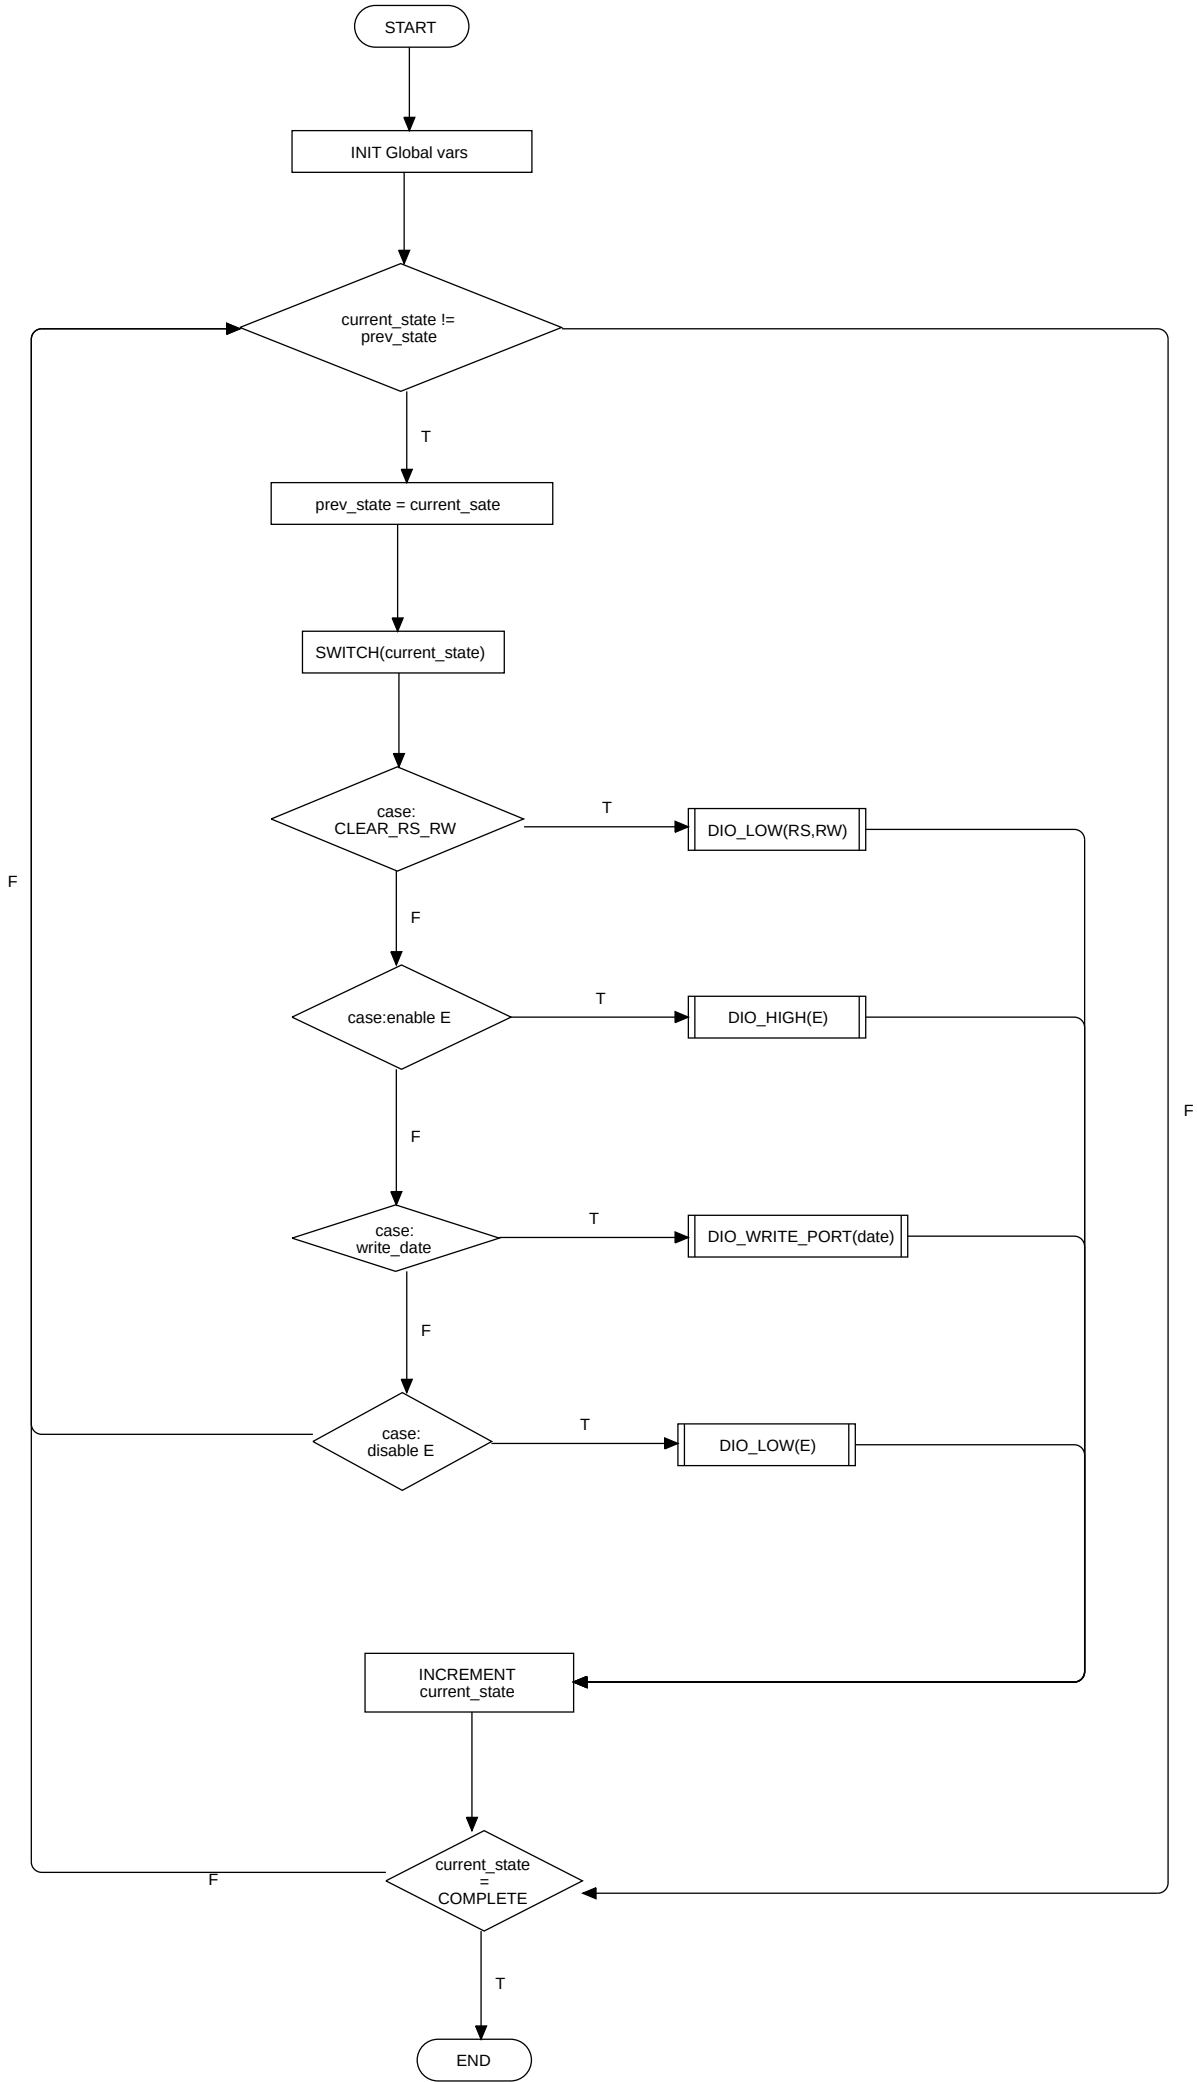 START
INIT Global vars
current_state !=
prev_state
T
prev_state = current_sate
SWITCH(current_state)
case:
CLEAR_RS_RW
T
DIO_LOW(RS,RW)
F
F
case:enable E
T
DIO_HIGH(E)
F
F
case:
write_date
T
DIO_WRITE_PORT(date)
F
case:
disable E
T
DIO_LOW(E)
INCREMENT
current_state
current_state
=
COMPLETE
F
T
END